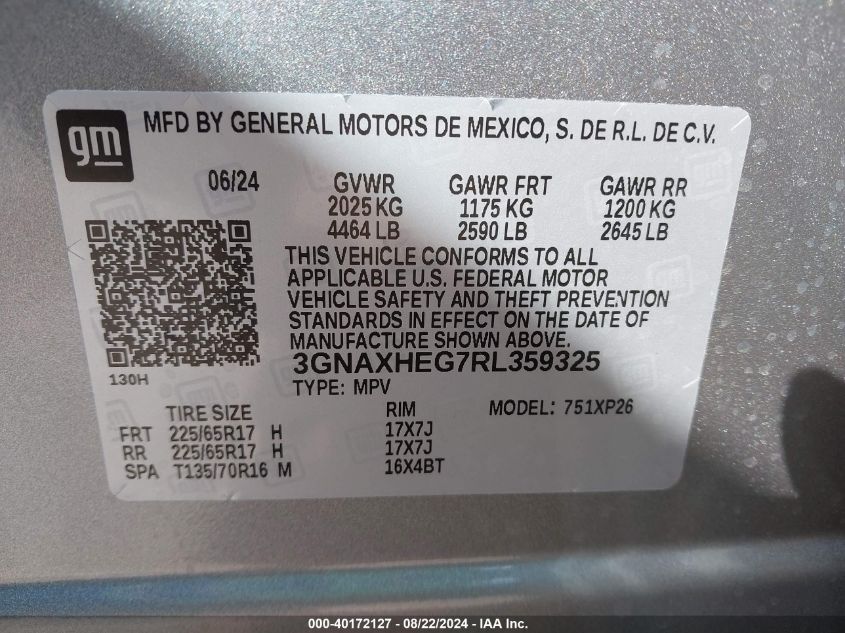 gm
MFD BY GENERAL MOTORS DE MEXICO, S. DE R.L. DE C.V.
06/24 GVWR GAWR FRT GAWR RR
2025 KG 1175 KG 1200 KG
4464 LB 2590 LB 2645 LB
THIS VEHICLE CONFORMS TO ALL
APPLICABLE U.S. FEDERAL MOTOR
VEHICLE SAFETY AND THEFT PREVENTION
STANDARDS IN EFFECT ON THE DATE OF
MANUFACTURE SHOWN ABOVE.
3GNAXHEG7RL359325
130H
TYPE: MPV
TIRE SIZE RIM MODEL: 751XP26
FRT 225/65R17 H 17X7J
RR 225/65R17 H 17X7J
SPA T135/70R16 M 16X4BT
000-40172127 - 08/22/2024 - IAA Inc.